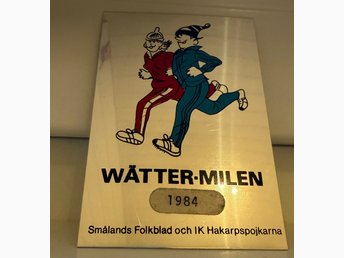 WÄTTER-MILEN
1984
Smålands Folkblad och IK Hakarpspojkarna